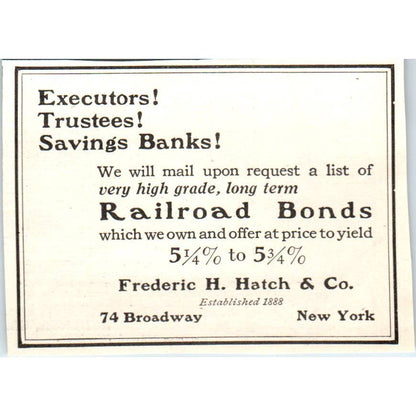 Executors!
Trustees!
Savings Banks!
We will mail upon request a list of
very high grade, long term
Railroad Bonds
which we own and offer at price to yield
5¼% to 5¾%
Frederic H. Hatch & Co.
Established 1888
74 Broadway New York